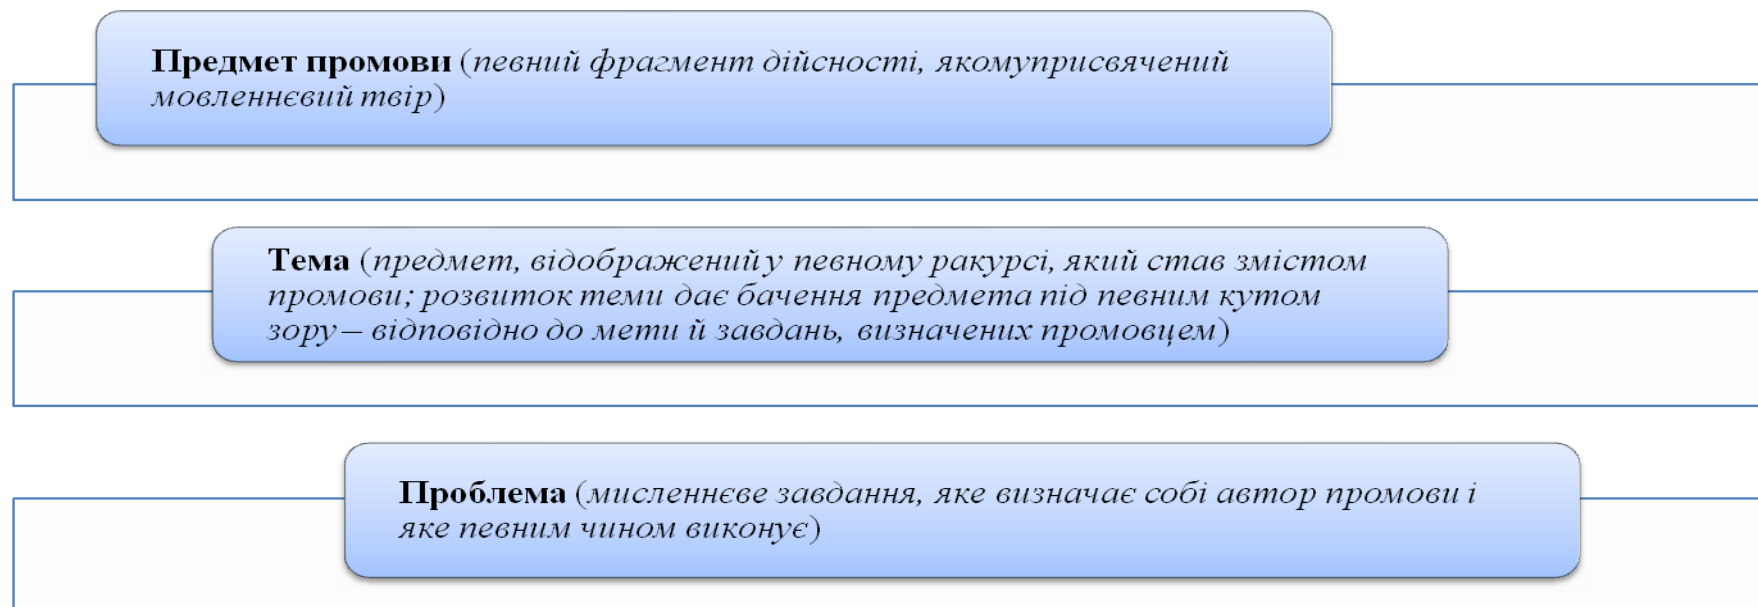 Предмет промови (певний фрагмент дійсності, якомуприсвячений
мовленнєвий твір)
Тема (предмет, відображений у певному ракурсі, який став змістом
промови; розвиток теми дає бачення предмета під певним кутом
зору – відповідно до мети й завдань, визначених промовцем)
Проблема (мисленнєве завдання, яке визначає собі автор промови і
яке певним чином виконує)